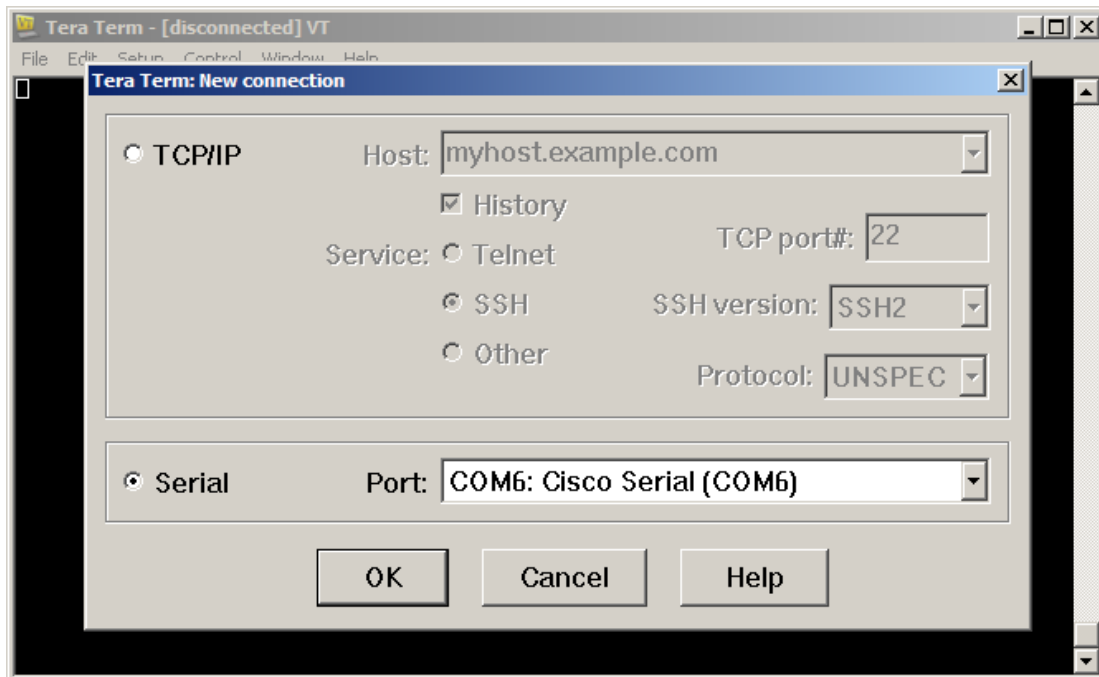 Tera Term - [disconnected] VT
File Edit Setup Control Window Help
Tera Term: New connection
TCP/IP Host: myhost.example.com
History
Service: Telnet TCP port#: 22
SSH SSH version: SSH2
Other Protocol: UNSPEC
Serial Port: COM6: Cisco Serial (COM6)
OK Cancel Help